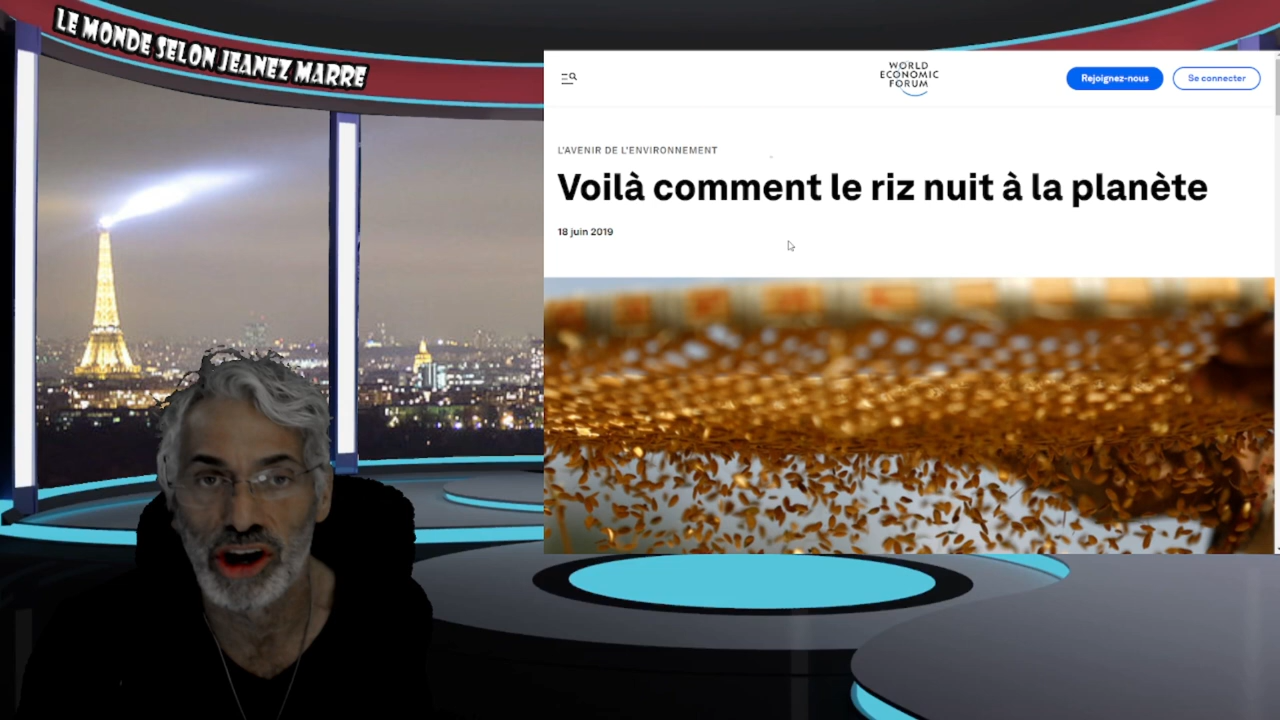 LE MONDE SELON JEANEZ MARRE
WORLD
ECONOMIC
FORUM
Rejoignez-nous
Se connecter
L'AVENIR DE L'ENVIRONNEMENT
Voilà comment le riz nuit à la planète
18 juin 2019